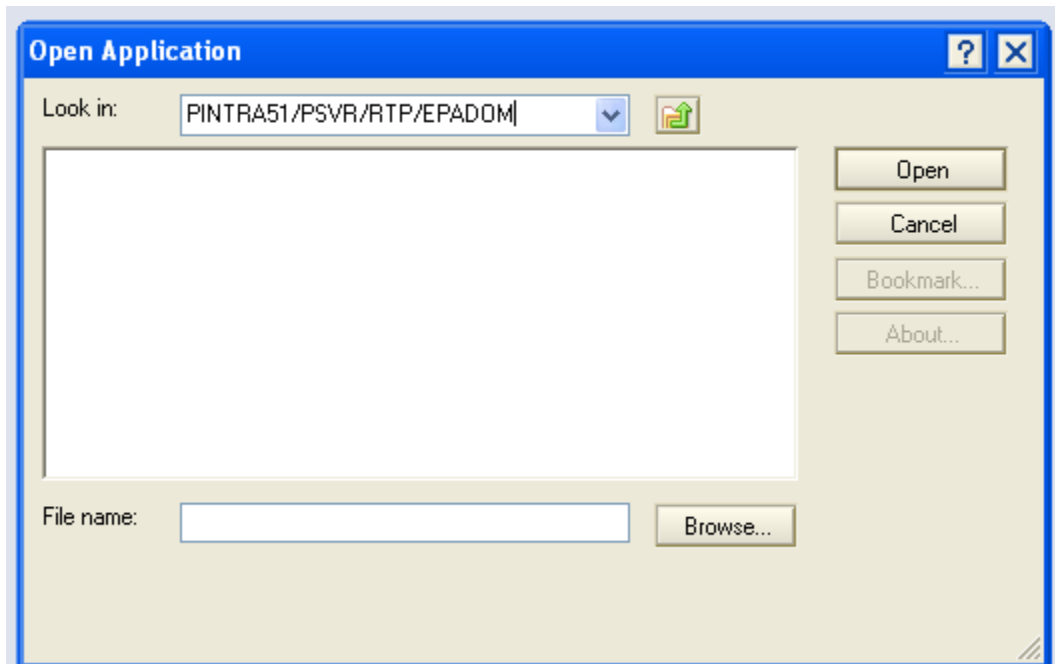 Open Application
Look in: PINTRA51/PSVR/RTP/EPADOM
Open
Cancel
Bookmark...
About...
File name: Browse...